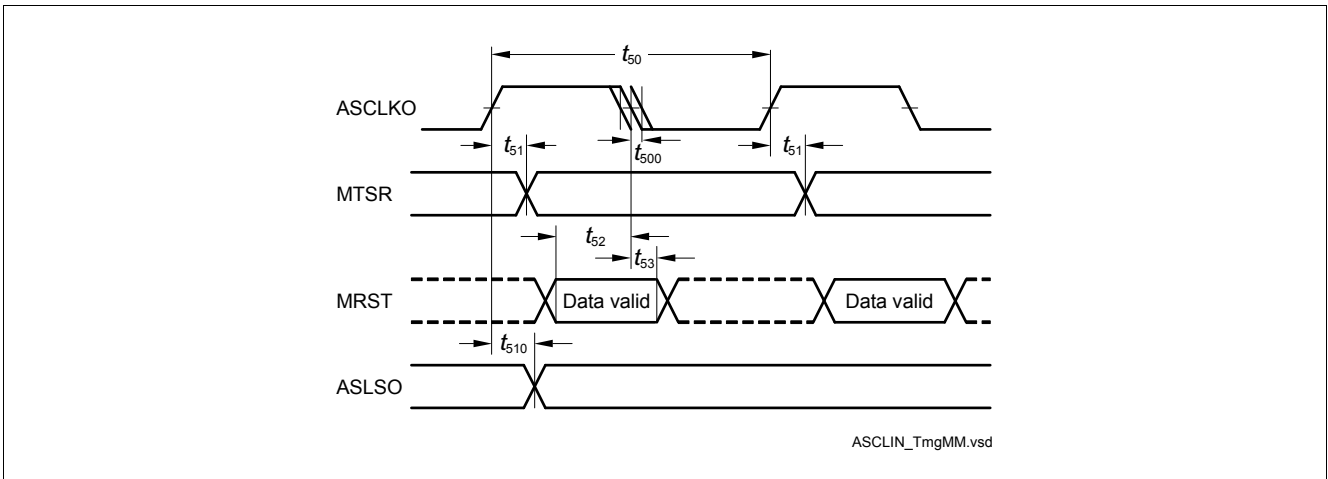 t50
ASCLKO
t51
t500
t51
MTSR
t52
t53
MRST
Data valid
Data valid
t510
ASLSO
ASCLIN_TmgMM.vsd